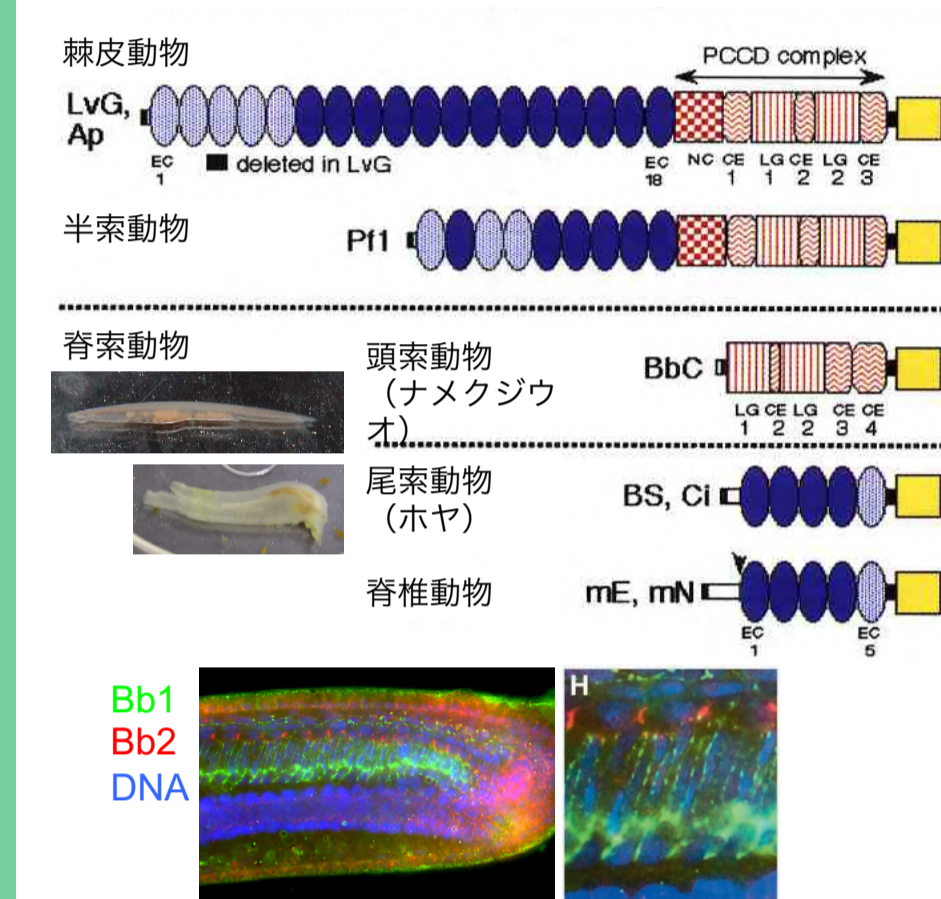 棘皮動物
PCCD complex
LvG,
Ap
EC
1
deleted in LvG
EC
18
NC
CE
1
LG
1
CE
2
LG
2
CE
3
半索動物
Pf1
脊索動物
頭索動物
（ナメクジウ
オ）
BbC
LG
1
CE
2
LG
2
CE
3
CE
4
尾索動物
（ホヤ）
BS, Ci
脊椎動物
mE, mN
EC
1
EC
5
Bb1
Bb2
DNA
H